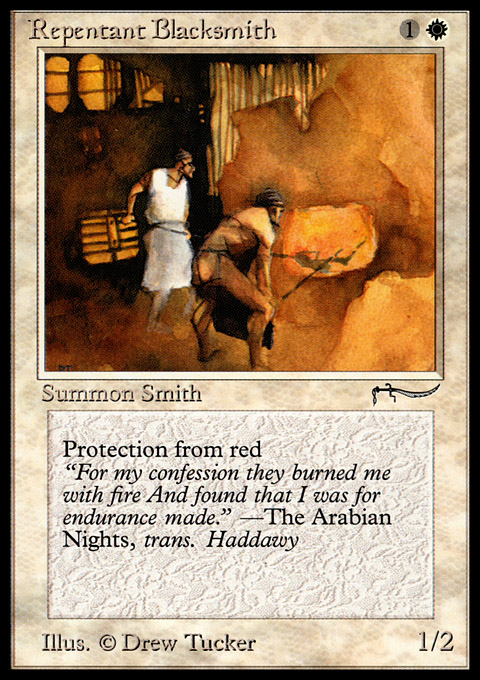 Repentant Blacksmith 1
Summon Smith
Protection from red
“For my confession they burned me
with fire And found that I was for
endurance made.” —The Arabian
Nights, trans. Haddawy
Illus. © Drew Tucker 1/2